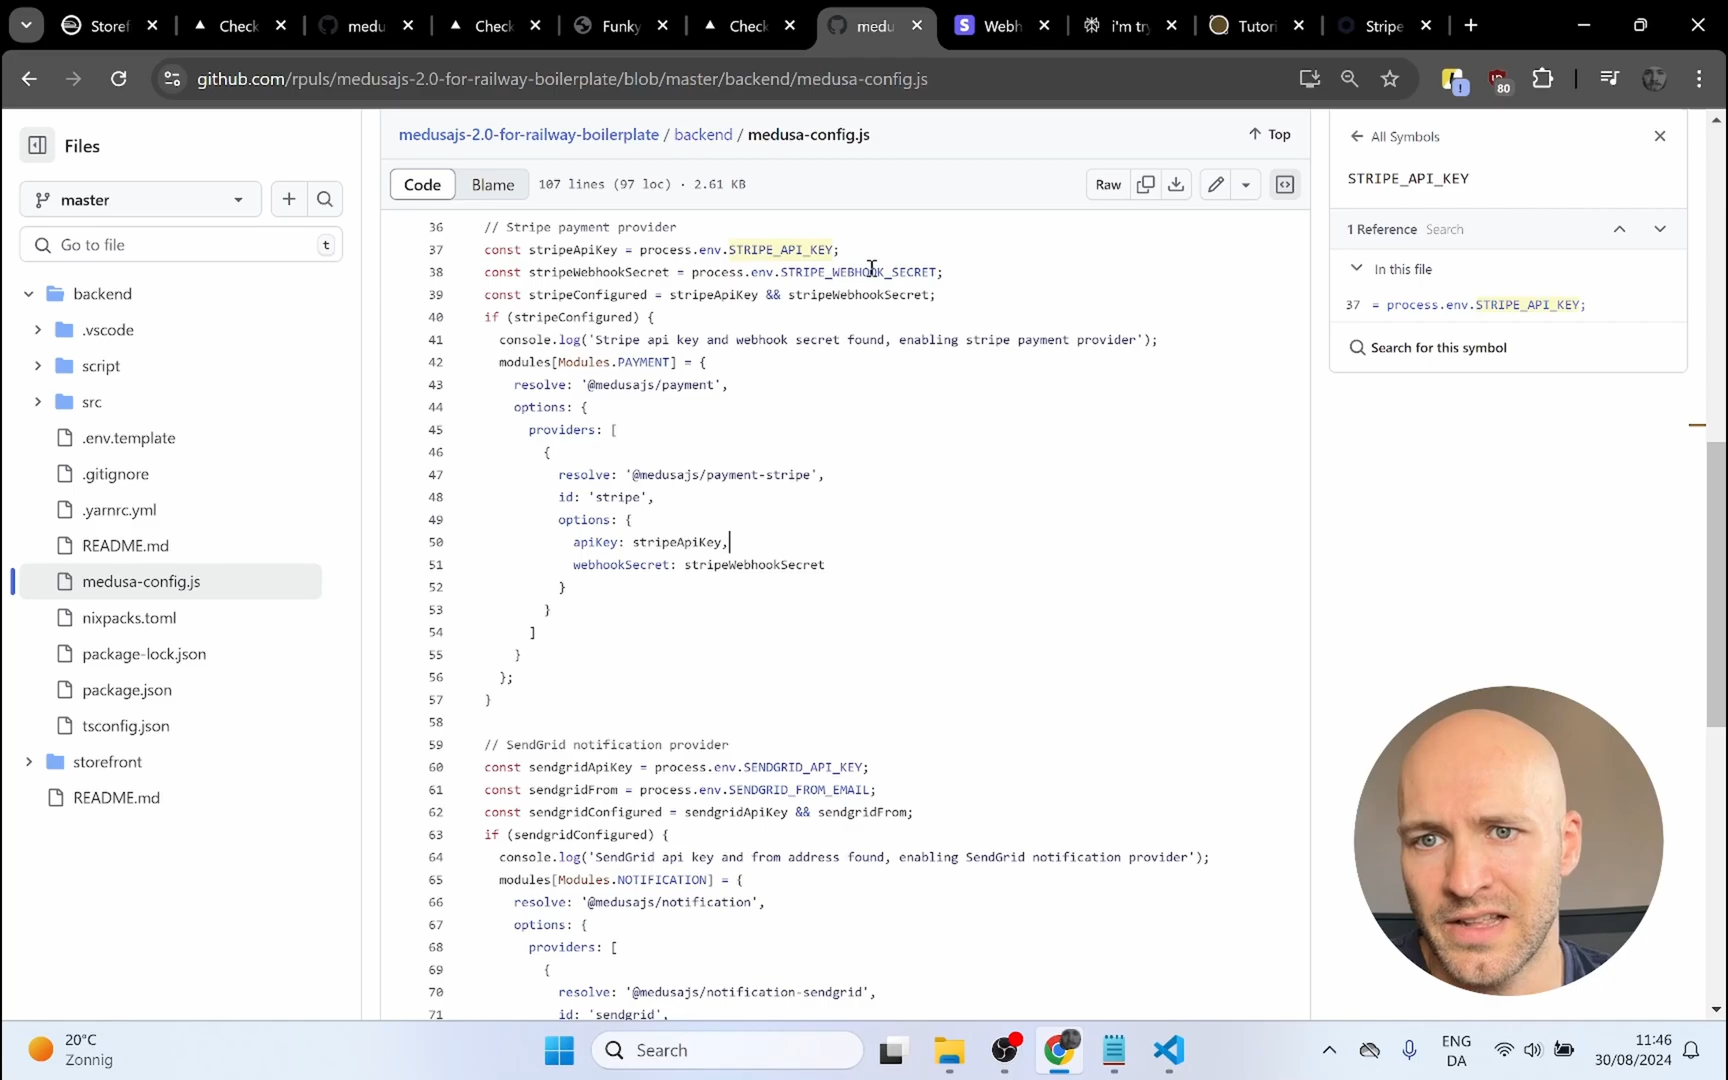 Storef
Check
medu
Check
Funky
Check
medu
Webh
i'm try
Tutori
Stripe
github.com/rpuls/medusajs-2.0-for-railway-boilerplate/blob/master/backend/medusa-config.js
80
Files
master
Go to file
t
backend
.vscode
script
src
.env.template
.gitignore
.yarnrc.yml
README.md
medusa-config.js
nixpacks.toml
package-lock.json
package.json
tsconfig.json
storefront
README.md
medusajs-2.0-for-railway-boilerplate / backend / medusa-config.js
Top
Code
Blame
107 lines (97 loc) · 2.61 KB
Raw
36 // Stripe payment provider
37 const stripeApiKey = process.env.STRIPE_API_KEY;
38 const stripeWebhookSecret = process.env.STRIPE_WEBHOOK_SECRET;
39 const stripeConfigured = stripeApiKey && stripeWebhookSecret;
40 if (stripeConfigured) {
41 console.log('Stripe api key and webhook secret found, enabling stripe payment provider');
42 modules[Modules.PAYMENT] = {
43 resolve: '@medusajs/payment',
44 options: {
45 providers: [
46 {
47 resolve: '@medusajs/payment-stripe',
48 id: 'stripe',
49 options: {
50 apiKey: stripeApiKey,
51 webhookSecret: stripeWebhookSecret
52 }
53 }
54 ]
55 }
56 };
57 }
58
59 // SendGrid notification provider
60 const sendgridApiKey = process.env.SENDGRID_API_KEY;
61 const sendgridFrom = process.env.SENDGRID_FROM_EMAIL;
62 const sendgridConfigured = sendgridApiKey && sendgridFrom;
63 if (sendgridConfigured) {
64 console.log('SendGrid api key and from address found, enabling SendGrid notification provider');
65 modules[Modules.NOTIFICATION] = {
66 resolve: '@medusajs/notification',
67 options: {
68 providers: [
69 {
70 resolve: '@medusajs/notification-sendgrid',
71 id: 'sendgrid',
All Symbols
STRIPE_API_KEY
1 Reference Search
In this file
37 = process.env.STRIPE_API_KEY;
Search for this symbol
20°C
Zonnig
Search
ENG
DA
11:46
30/08/2024